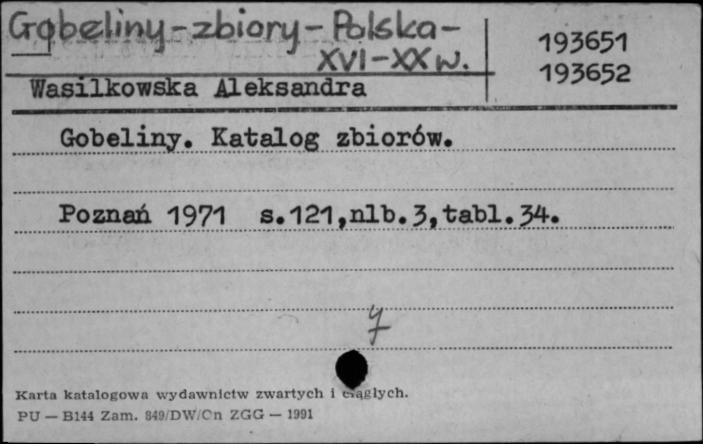 Gobeliny-zbiory-Polska-
XVI-XX w.
193651
193652
Wasilkowska Aleksandra
Gobeliny. Katalog zbiorów.
Poznań 1971 s.121,nlb.3,tabl.34.
Karta katalogowa wydawnictw zwartych i ciągłych.
PU — B144 Zam. 849/DW/Cn ZGG — 1991